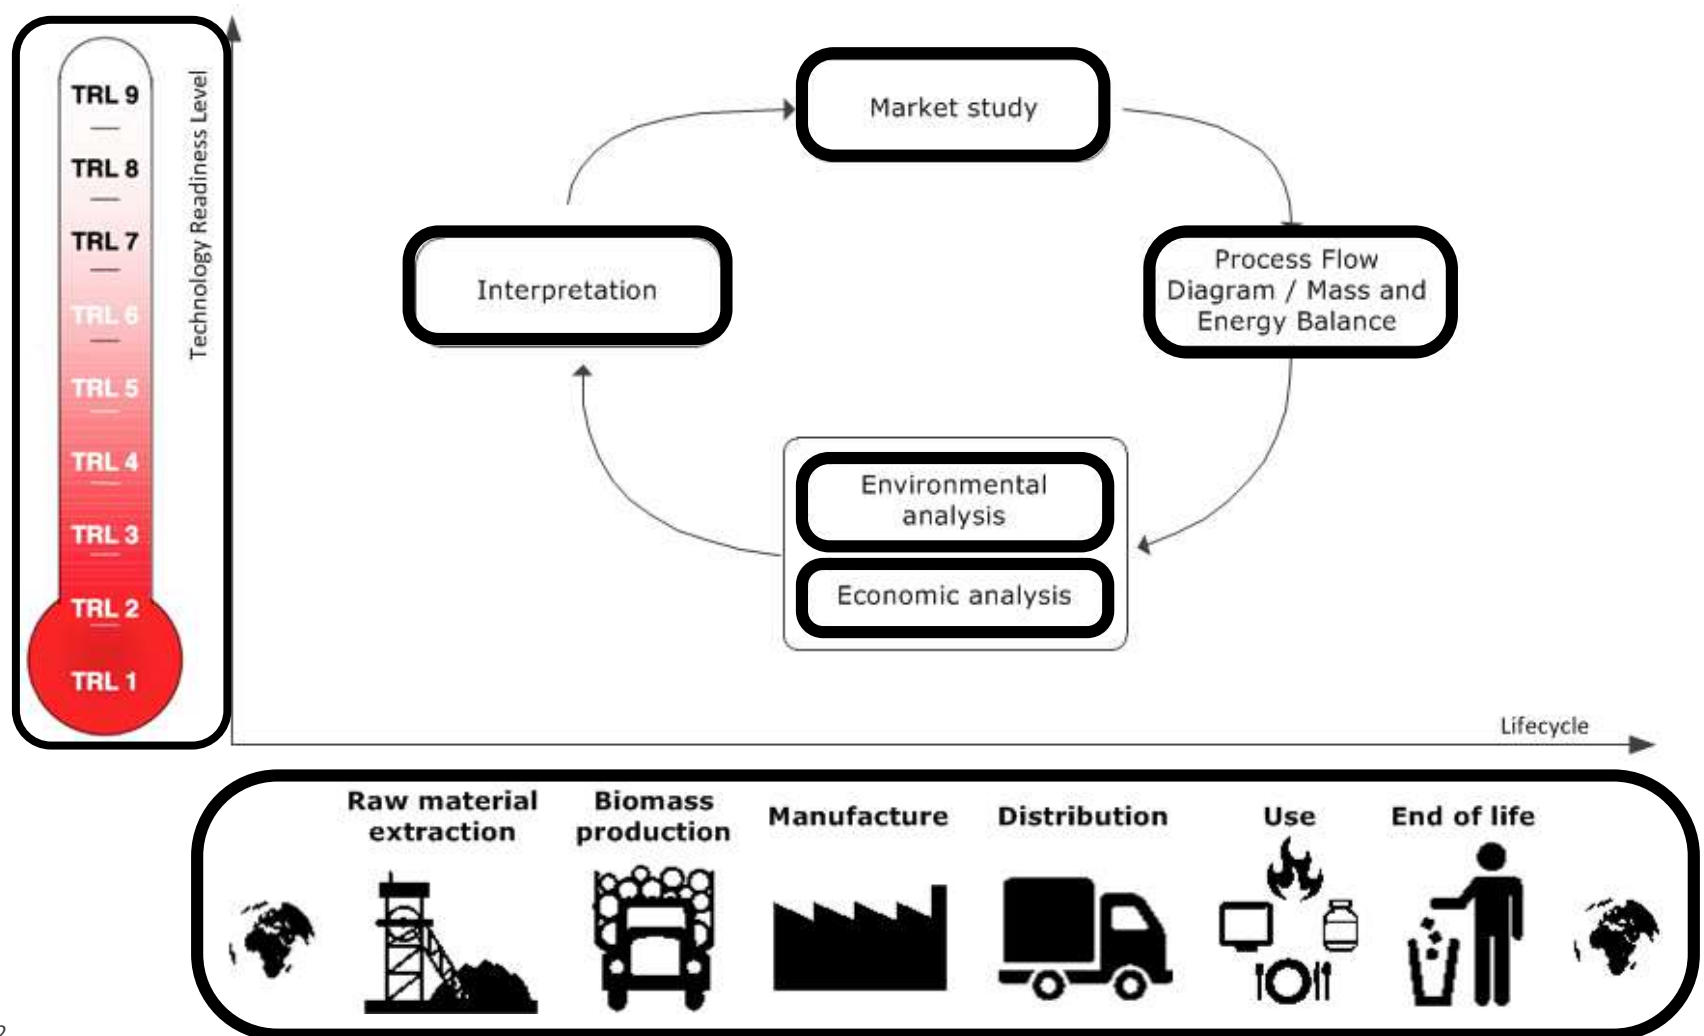 TRL 9
TRL 8
TRL 7
TRL 6
TRL 5
TRL 4
TRL 3
TRL 2
TRL 1
Technology Readiness Level
Market study
Interpretation
Process Flow
Diagram / Mass and
Energy Balance
Environmental
analysis
Economic analysis
Lifecycle
Raw material
extraction
Biomass
production
Manufacture
Distribution
Use
End of life